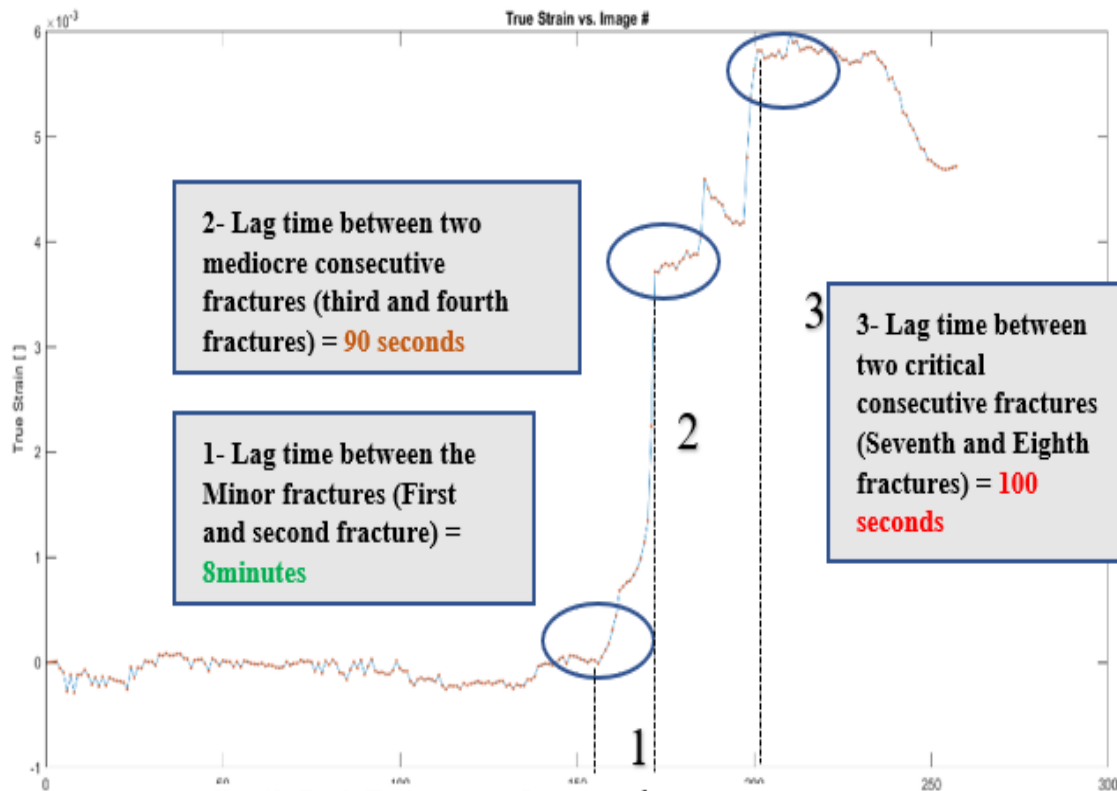 True Strain vs. Image #
×10⁻³
6
5
4
3
2
1
0
-1
True Strain [ ]
2- Lag time between two
mediocre consecutive
fractures (third and fourth
fractures) = 90 seconds
1- Lag time between the
Minor fractures (First
and second fracture) =
8minutes
3- Lag time between
two critical
consecutive fractures
(Seventh and Eighth
fractures) = 100
seconds
1
2
3
0 50 100 150 200 250 300